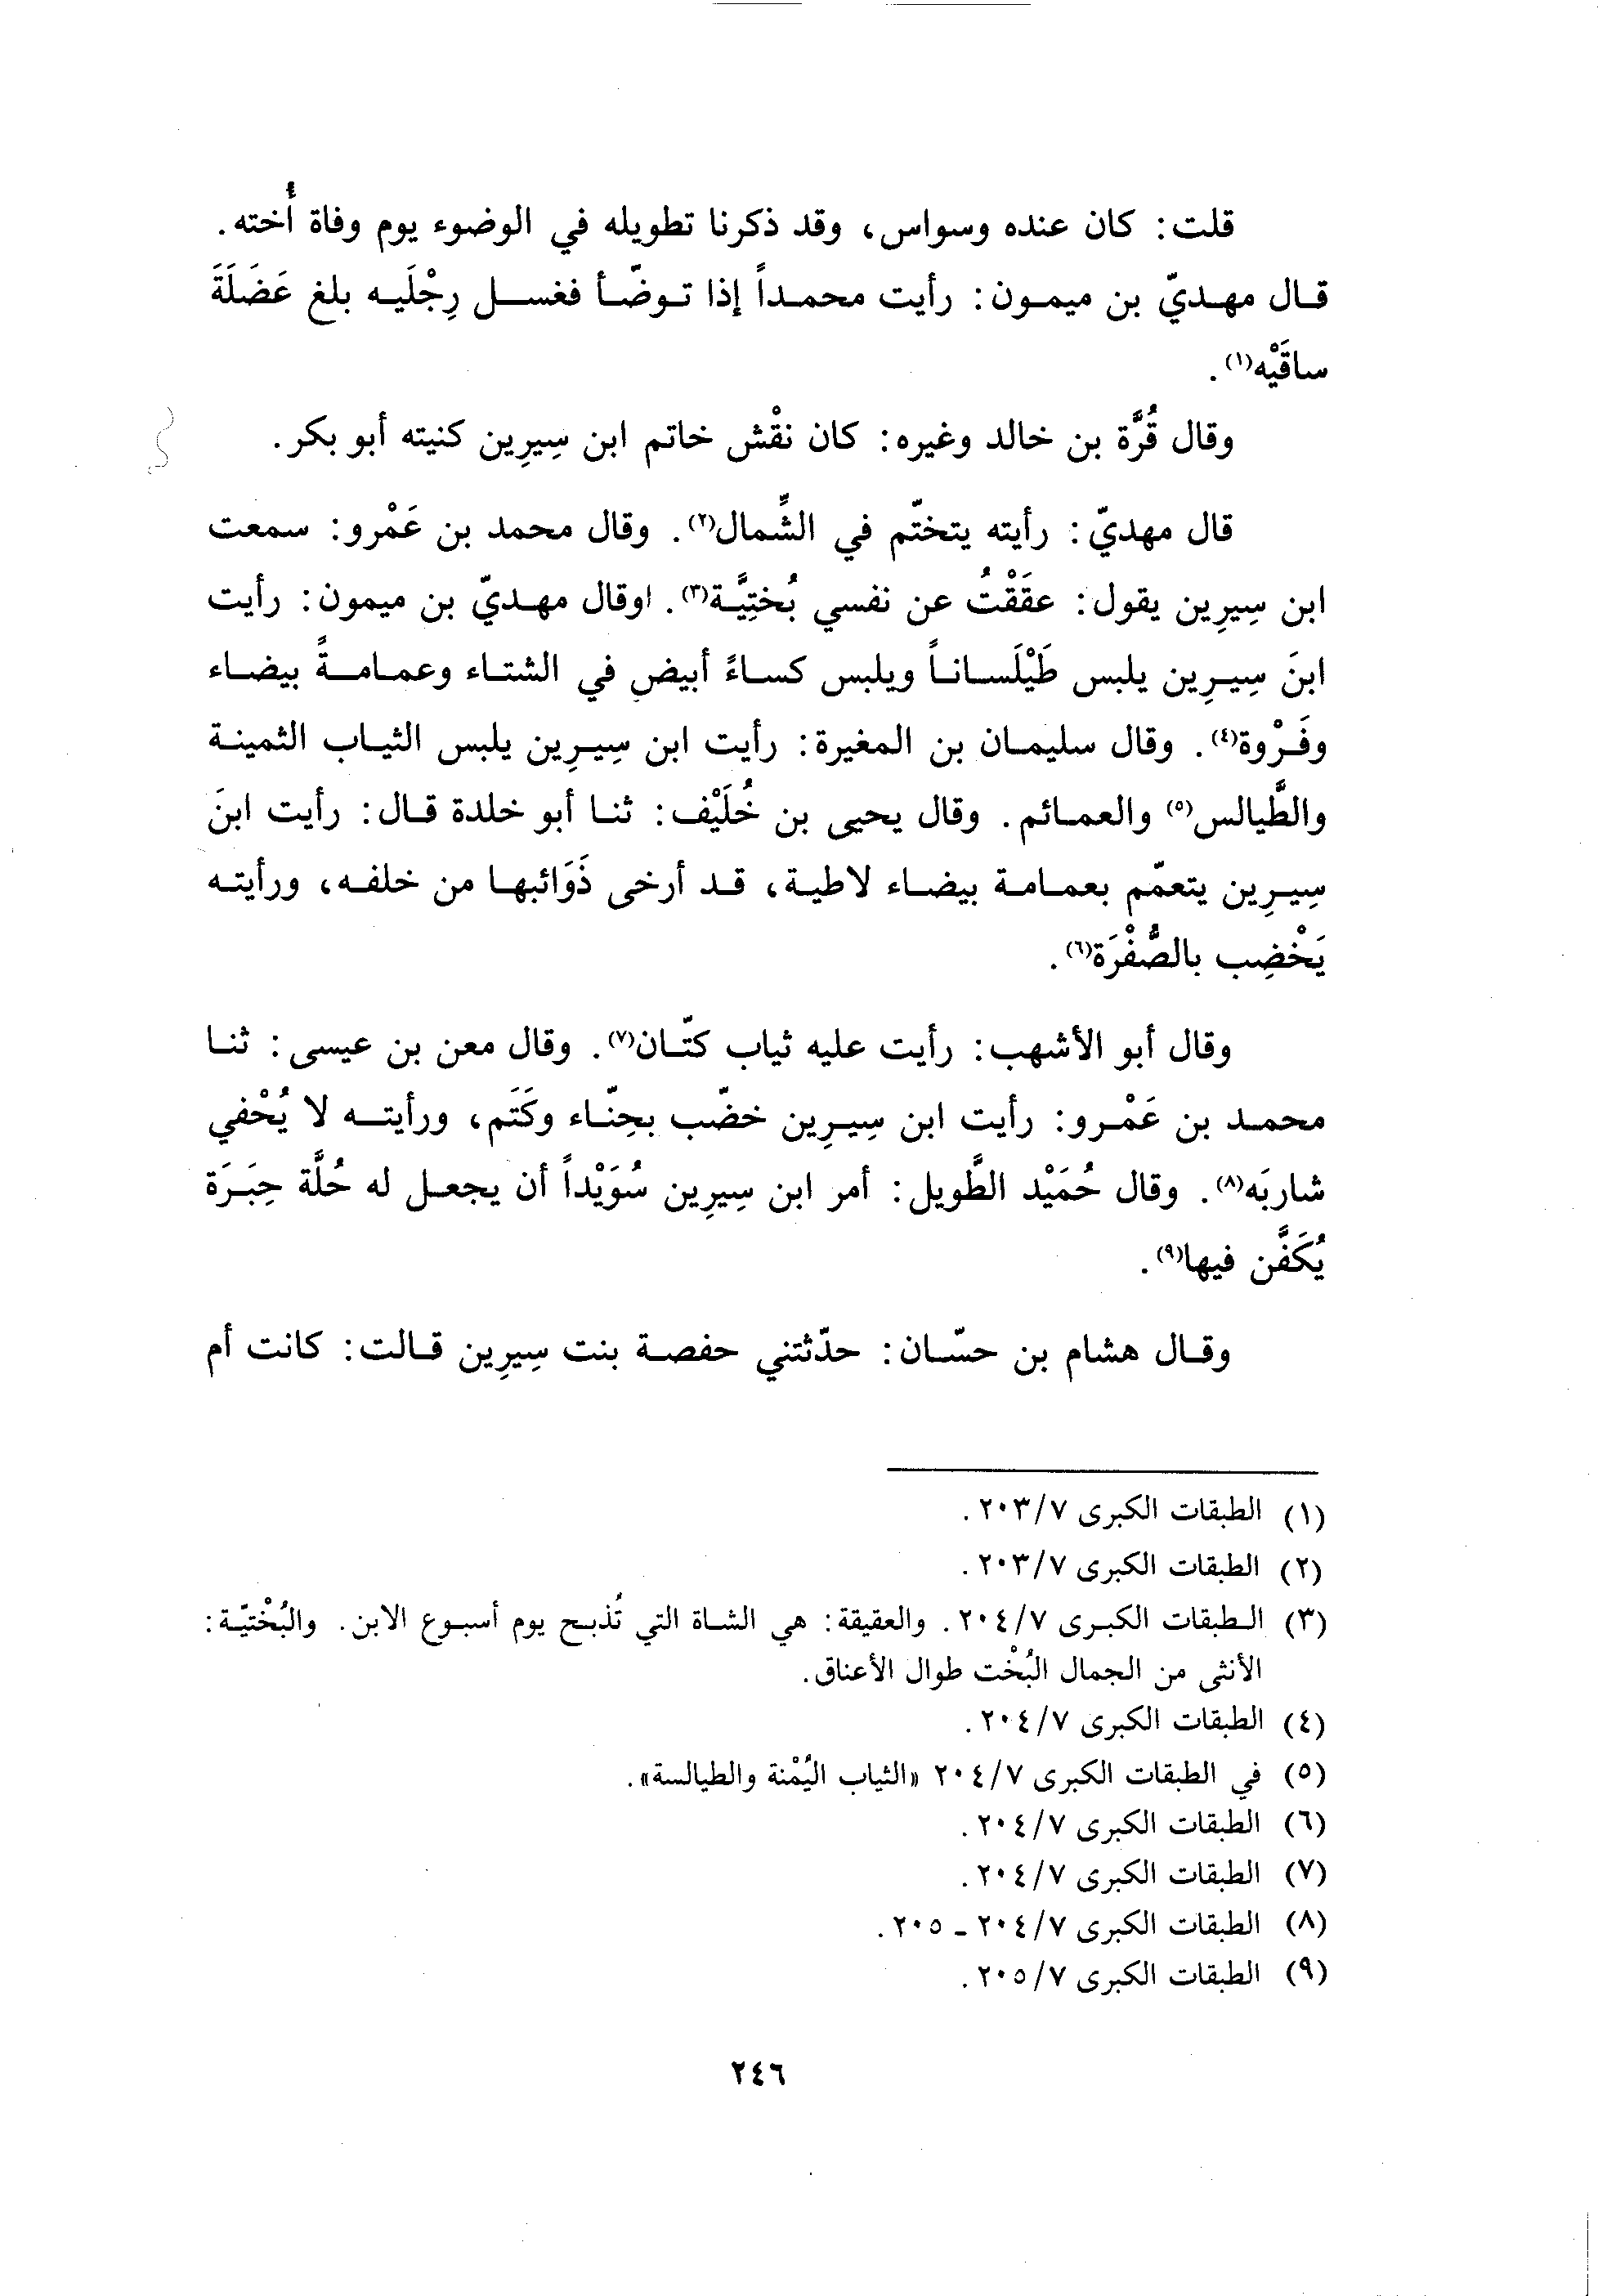 قلت: كان عنده وسواس، وقد ذكرنا تطويله في الوضوء يوم وفاة أُخته.
قال مهديّ بن ميمون: رأيت محمداً إذا توضّأ فغسل رِجْلَيه بلغ عَضَلَةَ
ساقَيْه(١).
وقال قُرَّة بن خالد وغيره: كان نقْش خاتم ابن سِيرِين كنيته أبو بكر.
قال مهديّ: رأيته يتختّم في الشِّمال(٢). وقال محمد بن عَمْرو: سمعت
ابن سِيرِين يقول: عقَقْتُ عن نفسي بُختِيَّة(٣). اوقال مهديّ بن ميمون: رأيت
ابنَ سِيرِين يلبس طَيْلَساناً ويلبس كساءً أبيض في الشتاء وعمامةً بيضاء
وفَرْوة(٤). وقال سليمان بن المغيرة: رأيت ابن سِيرِين يلبس الثياب الثمينة
والطَّيالس(٥) والعمائم. وقال يحيى بن خُلَيْف: ثنا أبو خلدة قال: رأيت ابنَ
سِيرِين يتعمّم بعمامة بيضاء لاطية، قد أرخى ذَوَائبها من خلفه، ورأيته
يَخْضِب بالصُّفْرَة(٦).
وقال أبو الأشهب: رأيت عليه ثياب كتّان(٧). وقال معن بن عيسى: ثنا
محمد بن عَمْرو: رأيت ابن سِيرِين خضّب بحِنّاء وكَتَم، ورأيته لا يُحْفي
شاربَه(٨). وقال حُمَيْد الطَّويل: أمر ابن سِيرِين سُوَيْداً أن يجعل له حُلَّة حِبَرَة
يُكَفَّن فيها(٩).
وقال هشام بن حسّان: حدّثتني حفصة بنت سِيرِين قالت: كانت أم
(١) الطبقات الكبرى ٢٠٣/٧.
(٢) الطبقات الكبرى ٢٠٣/٧.
(٣) الطبقات الكبرى ٢٠٤/٧. والعقيقة: هي الشاة التي تُذبح يوم أسبوع الابن. والبُخْتيّة:
الأنثى من الجمال البُخْت طوال الأعناق.
(٤) الطبقات الكبرى ٢٠٤/٧.
(٥) في الطبقات الكبرى ٢٠٤/٧ «الثياب اليُمْنة والطيالسة».
(٦) الطبقات الكبرى ٢٠٤/٧.
(٧) الطبقات الكبرى ٢٠٤/٧.
(٨) الطبقات الكبرى ٢٠٤/٧ - ٢٠٥.
(٩) الطبقات الكبرى ٢٠٥/٧.
٢٤٦